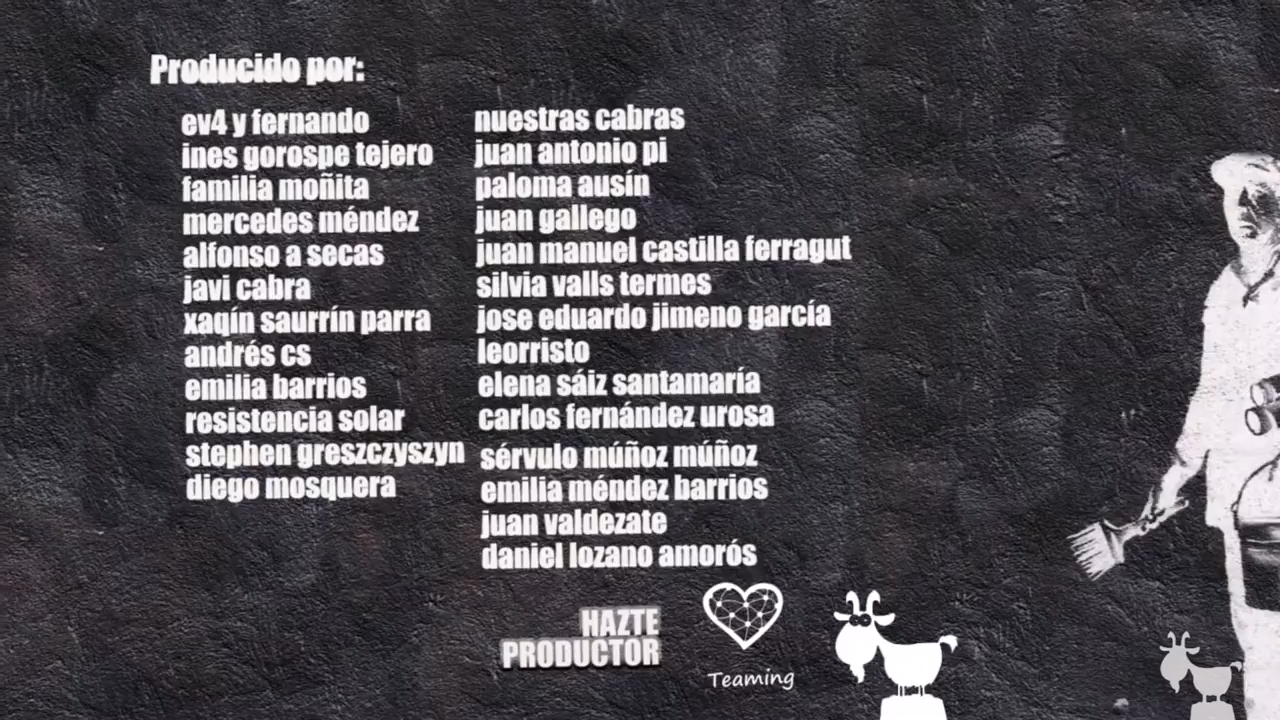 Producido por:
ev4 y fernando
ines gorospe tejero
familia moñita
mercedes méndez
alfonso a secas
javi cabra
xaqín saurrín parra
andrés cs
emilia barrios
resistencia solar
stephen greszczyszyn
diego mosquera
nuestras cabras
juan antonio pi
paloma ausín
juan gallego
juan manuel castilla ferragut
silvia valls termes
jose eduardo jimeno garcía
leorristo
elena sáiz santamaría
carlos fernández urosa
sérvulo múñoz múñoz
emilia méndez barrios
juan valdezate
daniel lozano amorós
HAZTE
PRODUCTOR
Teaming